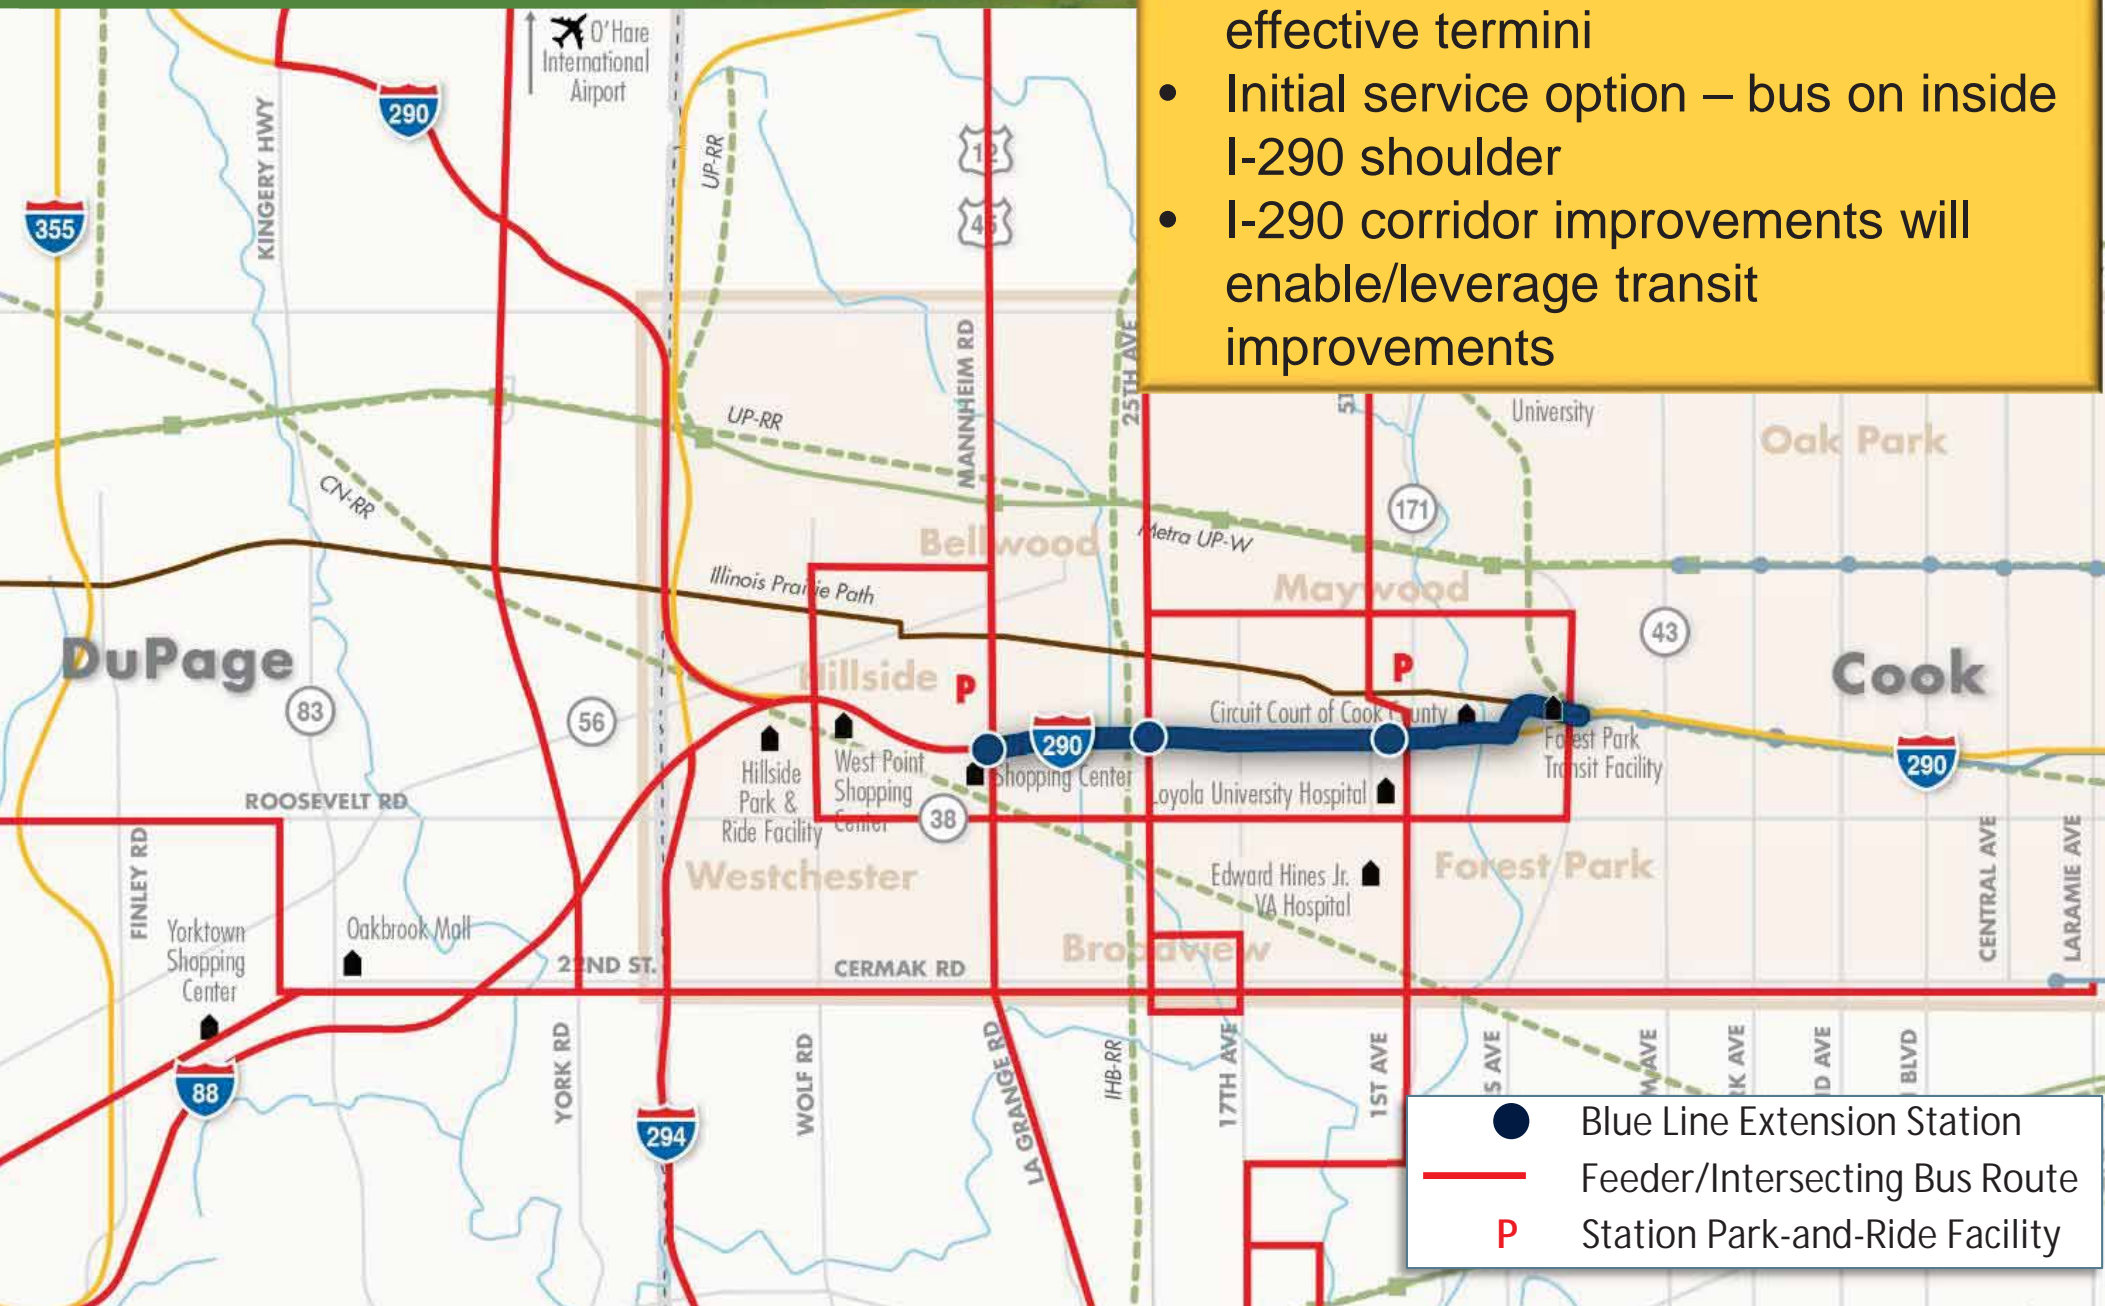 effective termini
• Initial service option – bus on inside
I-290 shoulder
• I-290 corridor improvements will
enable/leverage transit
improvements
O'Hare
International
Airport
290
355
KINGERY HWY
UP-RR
12
45
MANNHEIM RD
25TH AVE
University
Oak Park
UP-RR
CN-RR
171
Bellwood
Metra UP-W
Illinois Prairie Path
Maywood
43
DuPage
Hillside
P
P
Cook
83
56
Circuit Court of Cook County
290
Forest Park
Transit Facility
290
Hillside
Park &
Ride Facility
West Point
Shopping
Center
Shopping Center
Loyola University Hospital
ROOSEVELT RD
38
FINLEY RD
Westchester
Edward Hines Jr.
VA Hospital
Forest Park
CENTRAL AVE
LARAMIE AVE
Yorktown
Shopping
Center
Oakbrook Mall
22ND ST.
CERMAK RD
Broadview
88
YORK RD
294
WOLF RD
LA GRANGE RD
IHB-RR
17TH AVE
1ST AVE
S AVE
M AVE
RK AVE
ND AVE
BLVD
Blue Line Extension Station
Feeder/Intersecting Bus Route
P Station Park-and-Ride Facility